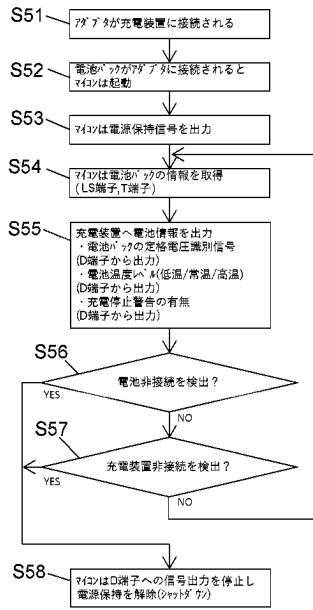 S51
ｱﾀﾞﾌﾟﾀが充電装置に接続される
S52
電池ﾊﾟｯｸがｱﾀﾞﾌﾟﾀに接続されると
ﾏｲｺﾝは起動
S53
ﾏｲｺﾝは電源保持信号を出力
S54
ﾏｲｺﾝは電池ﾊﾟｯｸの情報を取得
(LS端子,T端子)
S55
充電装置へ電池情報を出力
・電池ﾊﾟｯｸの定格電圧識別信号
(D端子から出力)
・電池温度ﾚﾍﾞﾙ(低温/常温/高温)
(D端子から出力)
・充電停止警告の有無
(D端子から出力)
S56
電池非接続を検出?
YES
NO
S57
充電装置非接続を検出?
YES
NO
S58
ﾏｲｺﾝはD端子への信号出力を停止し
電源保持を解除(ｼｬｯﾄﾀﾞｳﾝ)